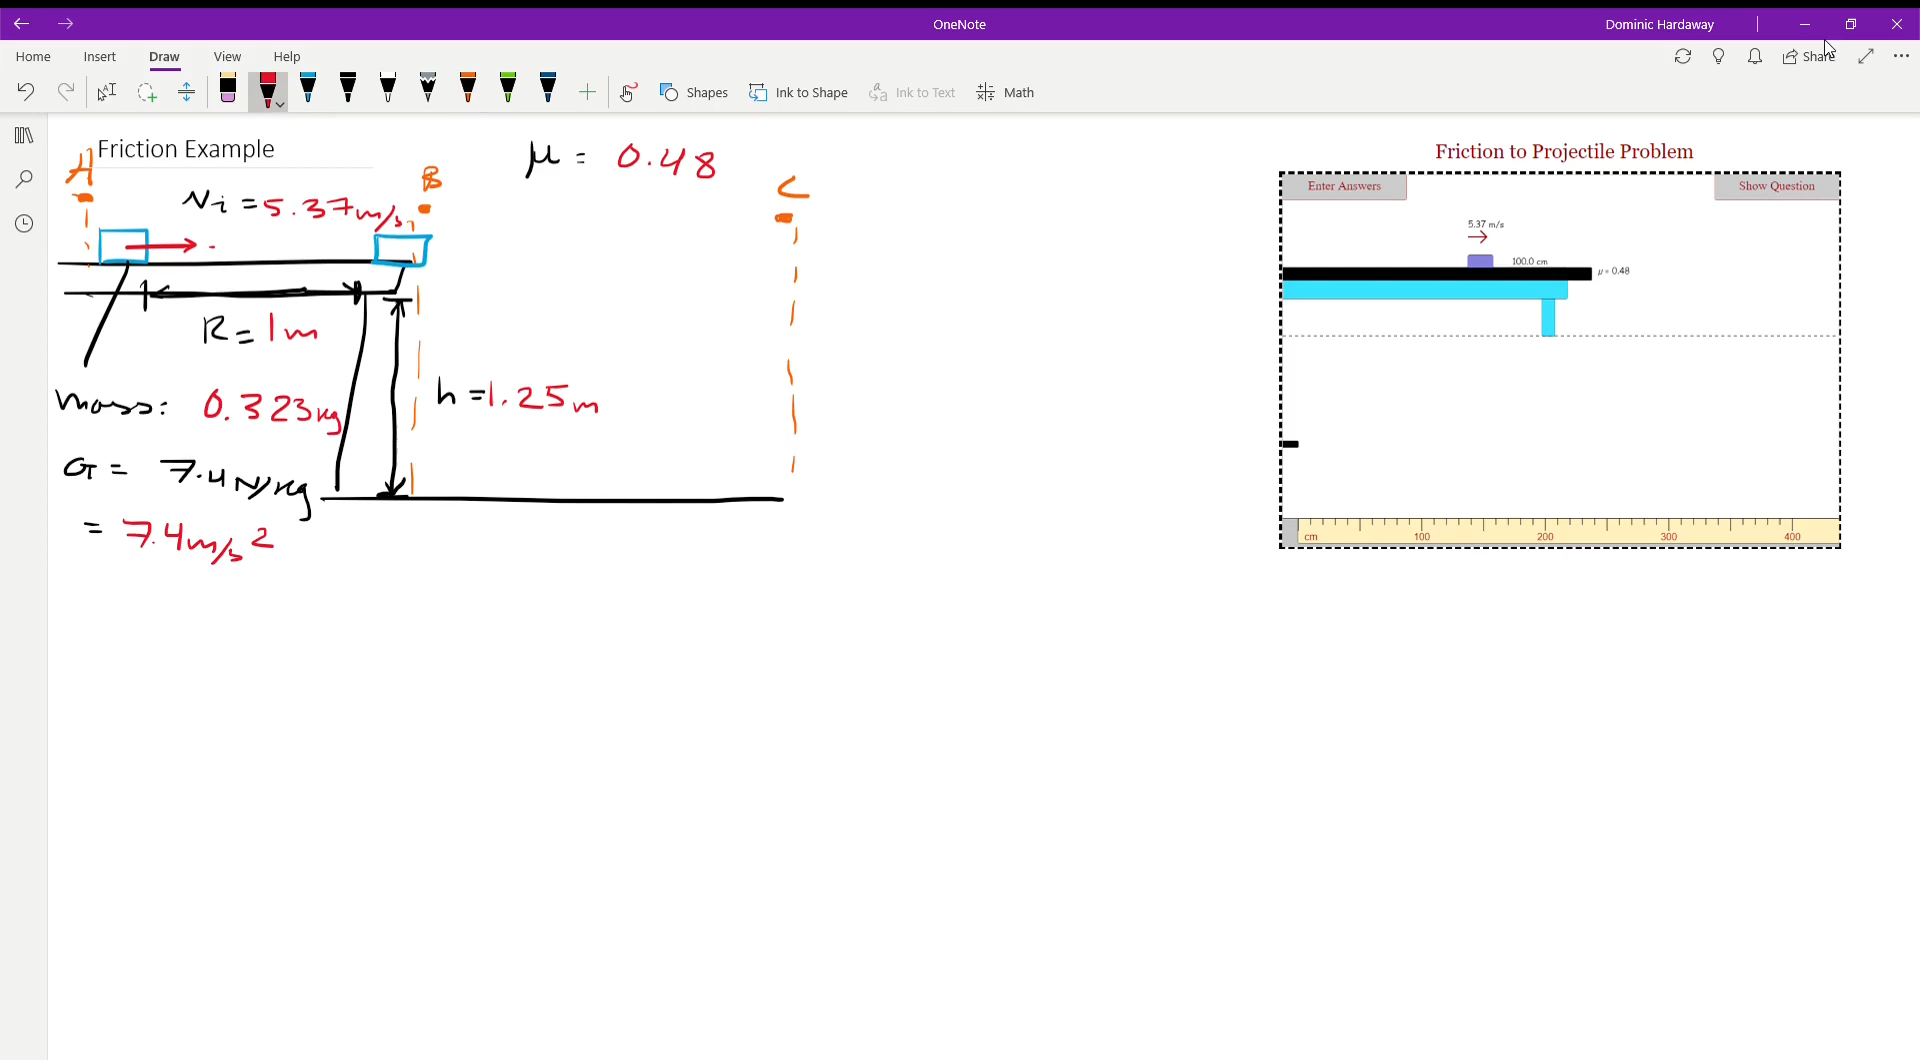 OneNote
Dominic Hardaway
Home Insert Draw View Help
Share
Shapes
Ink to Shape
Ink to Text
Math
Friction Example
A
B
C
μ = 0.48
Vi = 5.37m/s
R = 1m
h = 1.25m
mass: 0.323kg
G = 7.4 N/kg
= 7.4m/s 2
Friction to Projectile Problem
Enter Answers
Show Question
5.37 m/s
100.0 cm
μ = 0.48
cm 100 200 300 400